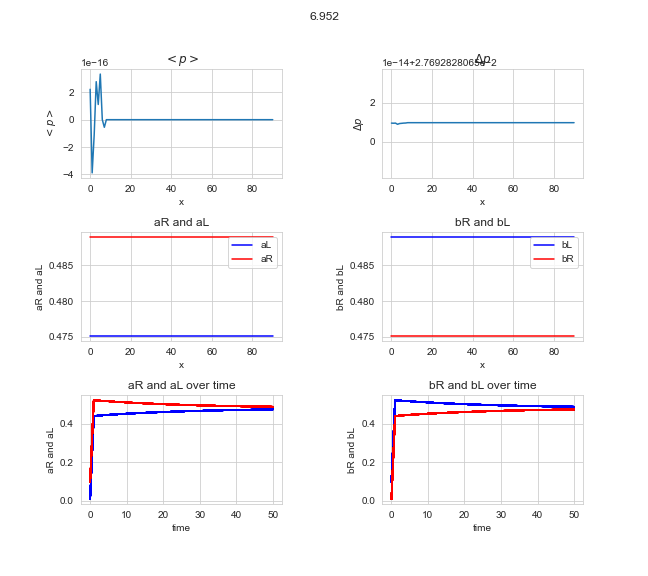 6.952
<p>
Δp
1e−16
1e−14+2.7692828065e−2
<p>
2
0
−2
−4
0 20 40 60 80
x
Δp
2
0
0 20 40 60 80
x
aR and aL
bR and bL
aR and aL
0.485
0.480
0.475
aL
aR
0 20 40 60 80
x
bR and bL
0.485
0.480
0.475
bL
bR
0 20 40 60 80
x
aR and aL over time
bR and bL over time
aR and aL
0.4
0.2
0.0
0 10 20 30 40 50
time
bR and bL
0.4
0.2
0.0
0 10 20 30 40 50
time